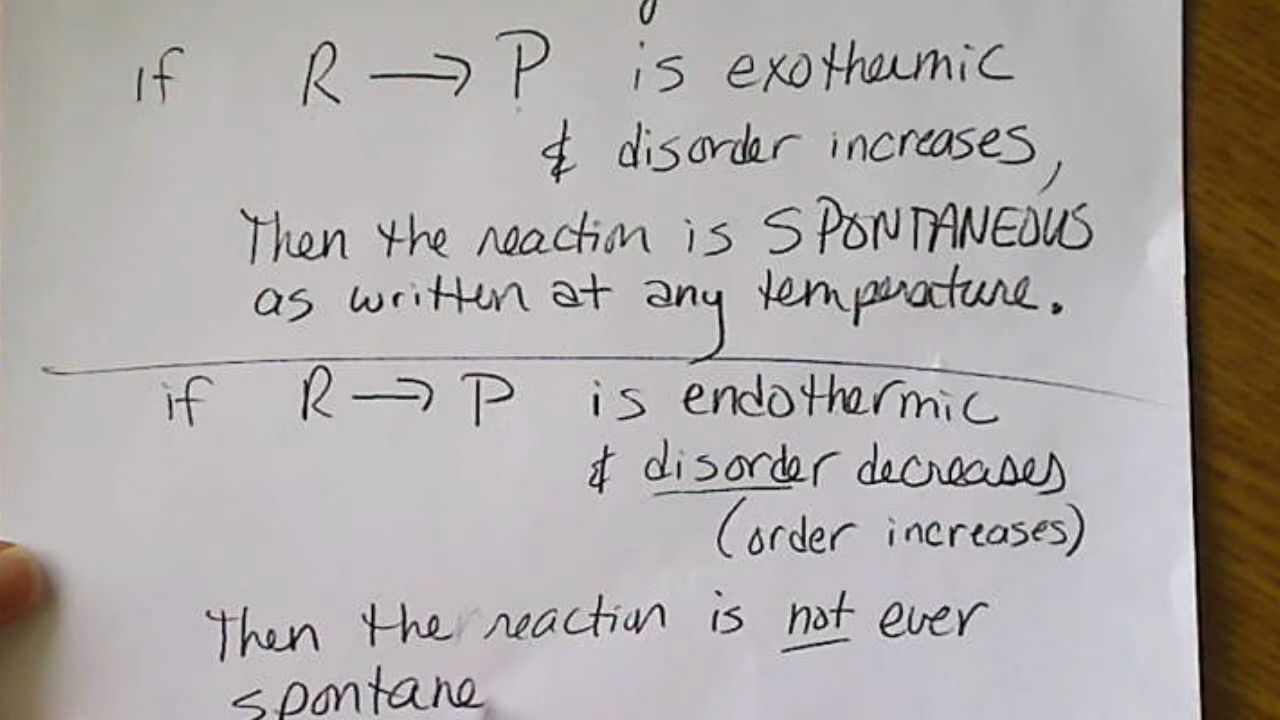 if R → P is exothermic
& disorder increases,
Then the reaction is SPONTANEOUS
as written at any temperature.
if R → P is endothermic
& disorder decreases
(order increases)
Then the reaction is not ever
spontane